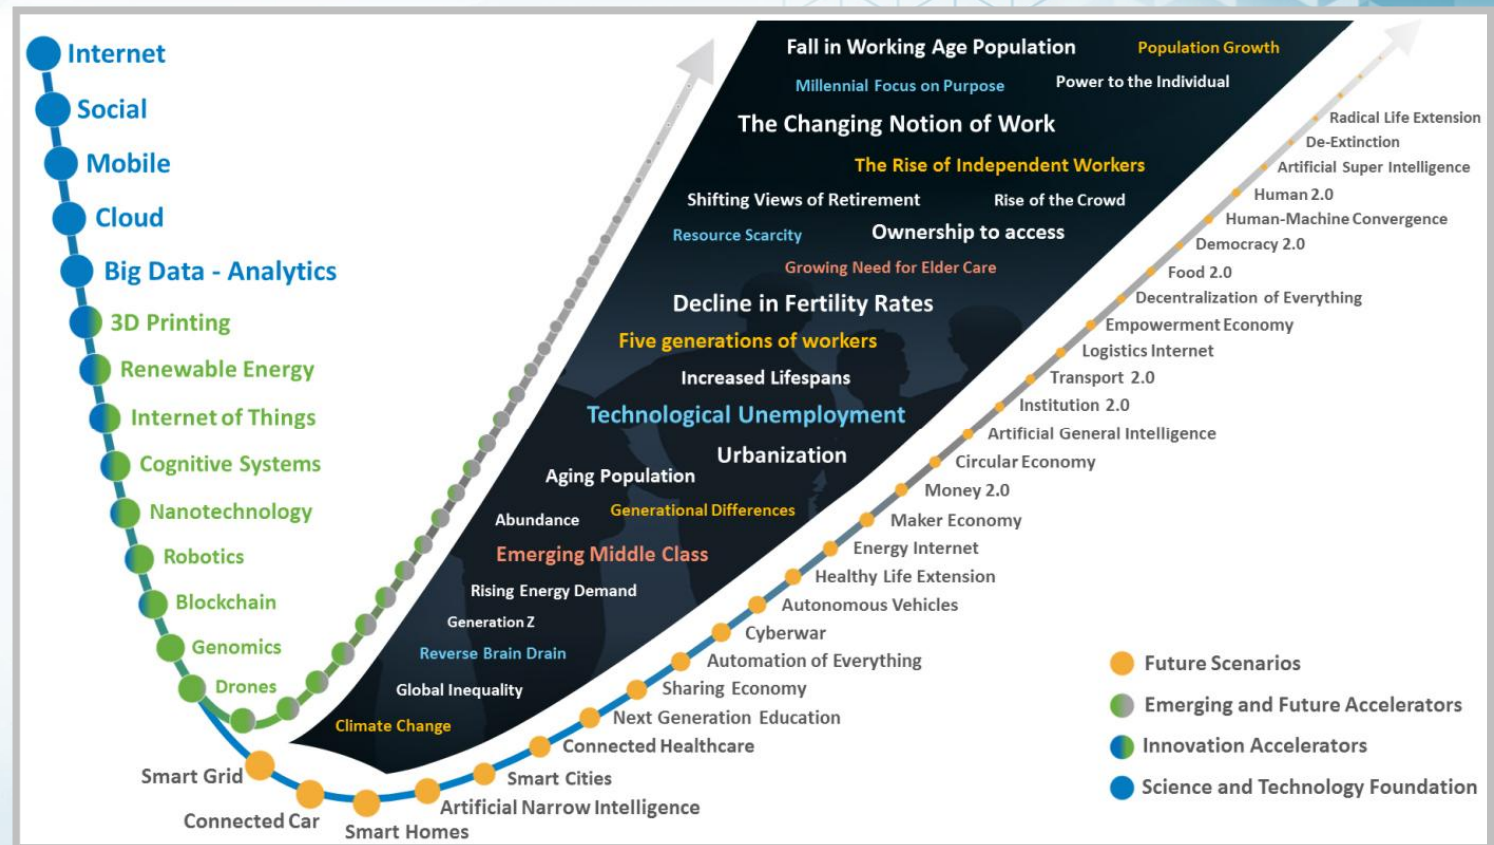 Internet
Social
Mobile
Cloud
Big Data - Analytics
3D Printing
Renewable Energy
Internet of Things
Cognitive Systems
Nanotechnology
Robotics
Blockchain
Genomics
Drones
Fall in Working Age Population
Population Growth
Millennial Focus on Purpose
Power to the Individual
The Changing Notion of Work
The Rise of Independent Workers
Shifting Views of Retirement
Rise of the Crowd
Resource Scarcity
Ownership to access
Growing Need for Elder Care
Decline in Fertility Rates
Five generations of workers
Increased Lifespans
Technological Unemployment
Urbanization
Aging Population
Generational Differences
Abundance
Emerging Middle Class
Rising Energy Demand
Generation Z
Reverse Brain Drain
Global Inequality
Climate Change
Radical Life Extension
De-Extinction
Artificial Super Intelligence
Human 2.0
Human-Machine Convergence
Democracy 2.0
Food 2.0
Decentralization of Everything
Empowerment Economy
Logistics Internet
Transport 2.0
Institution 2.0
Artificial General Intelligence
Circular Economy
Money 2.0
Maker Economy
Energy Internet
Healthy Life Extension
Autonomous Vehicles
Cyberwar
Automation of Everything
Sharing Economy
Next Generation Education
Connected Healthcare
Smart Cities
Artificial Narrow Intelligence
Smart Homes
Connected Car
Smart Grid
Future Scenarios
Emerging and Future Accelerators
Innovation Accelerators
Science and Technology Foundation